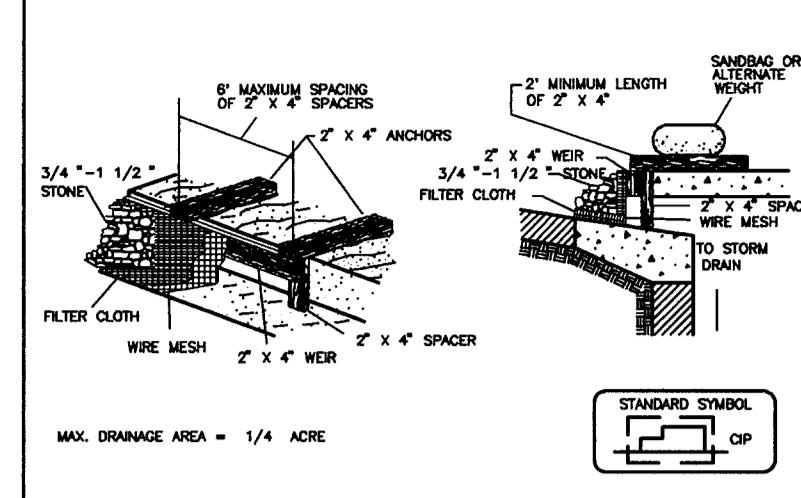 6' MAXIMUM SPACING
OF 2" X 4" SPACERS
2" X 4" ANCHORS
3/4 "-1 1/2 "
STONE
FILTER CLOTH
WIRE MESH
2" X 4" WEIR
2" X 4" SPACER
MAX. DRAINAGE AREA = 1/4 ACRE
SANDBAG OR
ALTERNATE
WEIGHT
2' MINIMUM LENGTH
OF 2" X 4"
2" X 4" WEIR
3/4 "-1 1/2 "STONE
FILTER CLOTH
2" X 4" SPAC
WIRE MESH
TO STORM
DRAIN
STANDARD SYMBOL
CIP